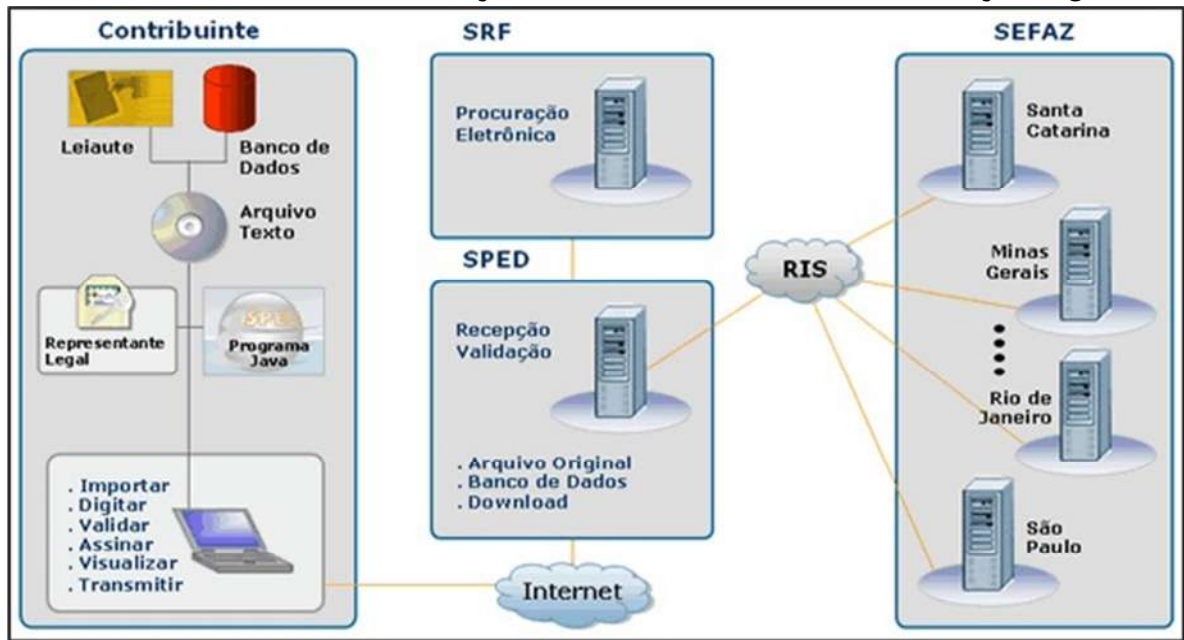 Contribuinte
Leiaute
Banco de
Dados
Arquivo
Texto
Representante
Legal
Programa
Java
. Importar
. Digitar
. Validar
. Assinar
. Visualizar
. Transmitir
SRF
Procuração
Eletrônica
SPED
Recepção
Validação
. Arquivo Original
. Banco de Dados
. Download
Internet
RIS
SEFAZ
Santa
Catarina
Minas
Gerais
Rio de
Janeiro
São
Paulo